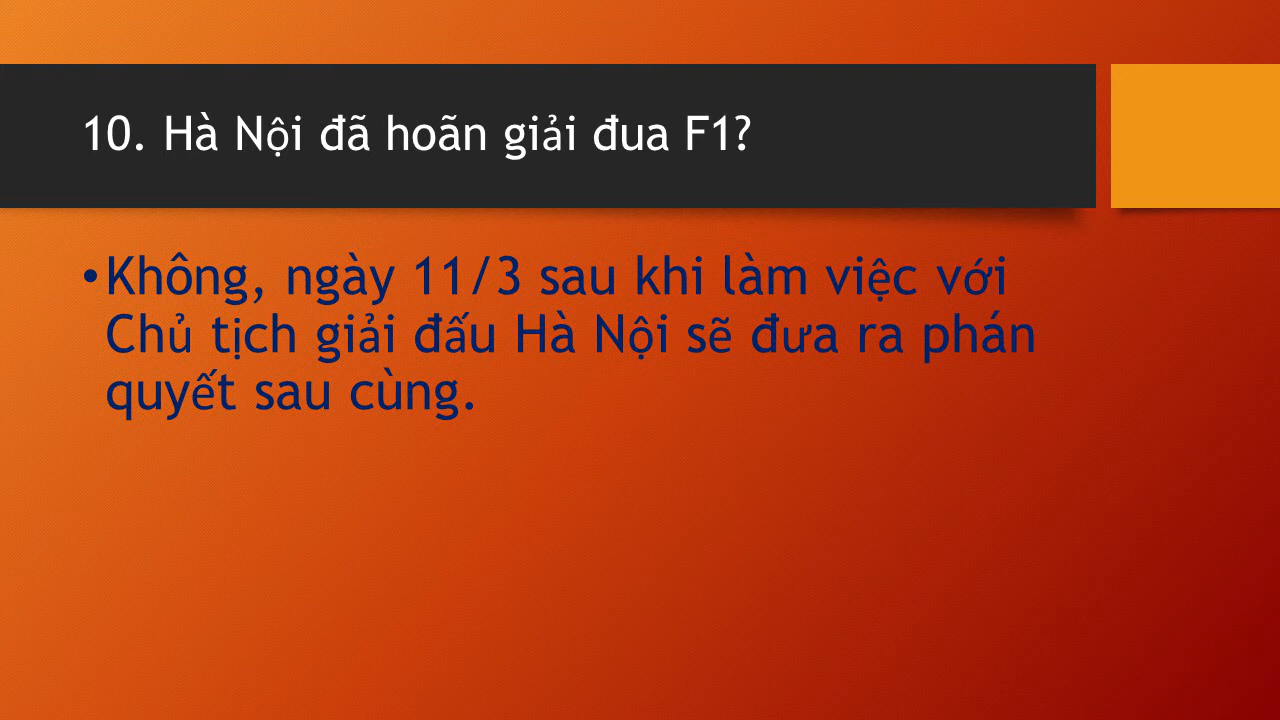 10. Hà Nội đã hoãn giải đua F1?
•Không, ngày 11/3 sau khi làm việc với
Chủ tịch giải đấu Hà Nội sẽ đưa ra phán
quyết sau cùng.